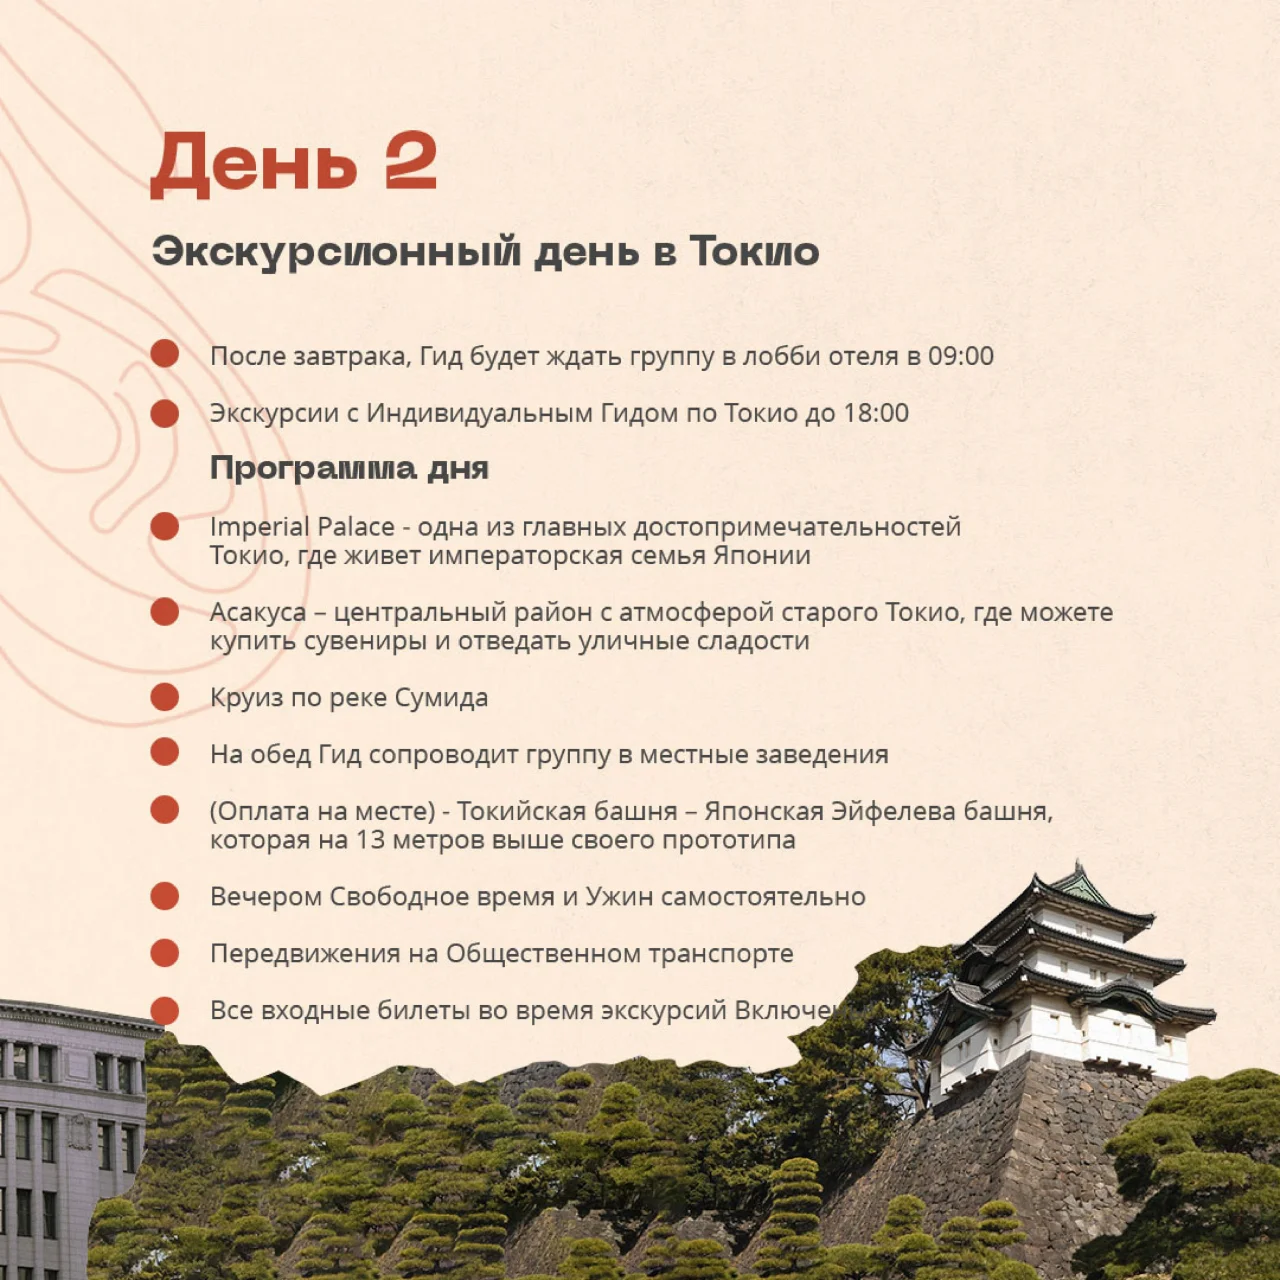 День 2
Экскурсионный день в Токио
После завтрака, Гид будет ждать группу в лобби отеля в 09:00
Экскурсии с Индивидуальным Гидом по Токио до 18:00
Программа дня
Imperial Palace - одна из главных достопримечательностей
Токио, где живет императорская семья Японии
Асакуса – центральный район с атмосферой старого Токио, где можете
купить сувениры и отведать уличные сладости
Круиз по реке Сумида
На обед Гид сопроводит группу в местные заведения
(Оплата на месте) - Токийская башня – Японская Эйфелева башня,
которая на 13 метров выше своего прототипа
Вечером Свободное время и Ужин самостоятельно
Передвижения на Общественном транспорте
Все входные билеты во время экскурсий